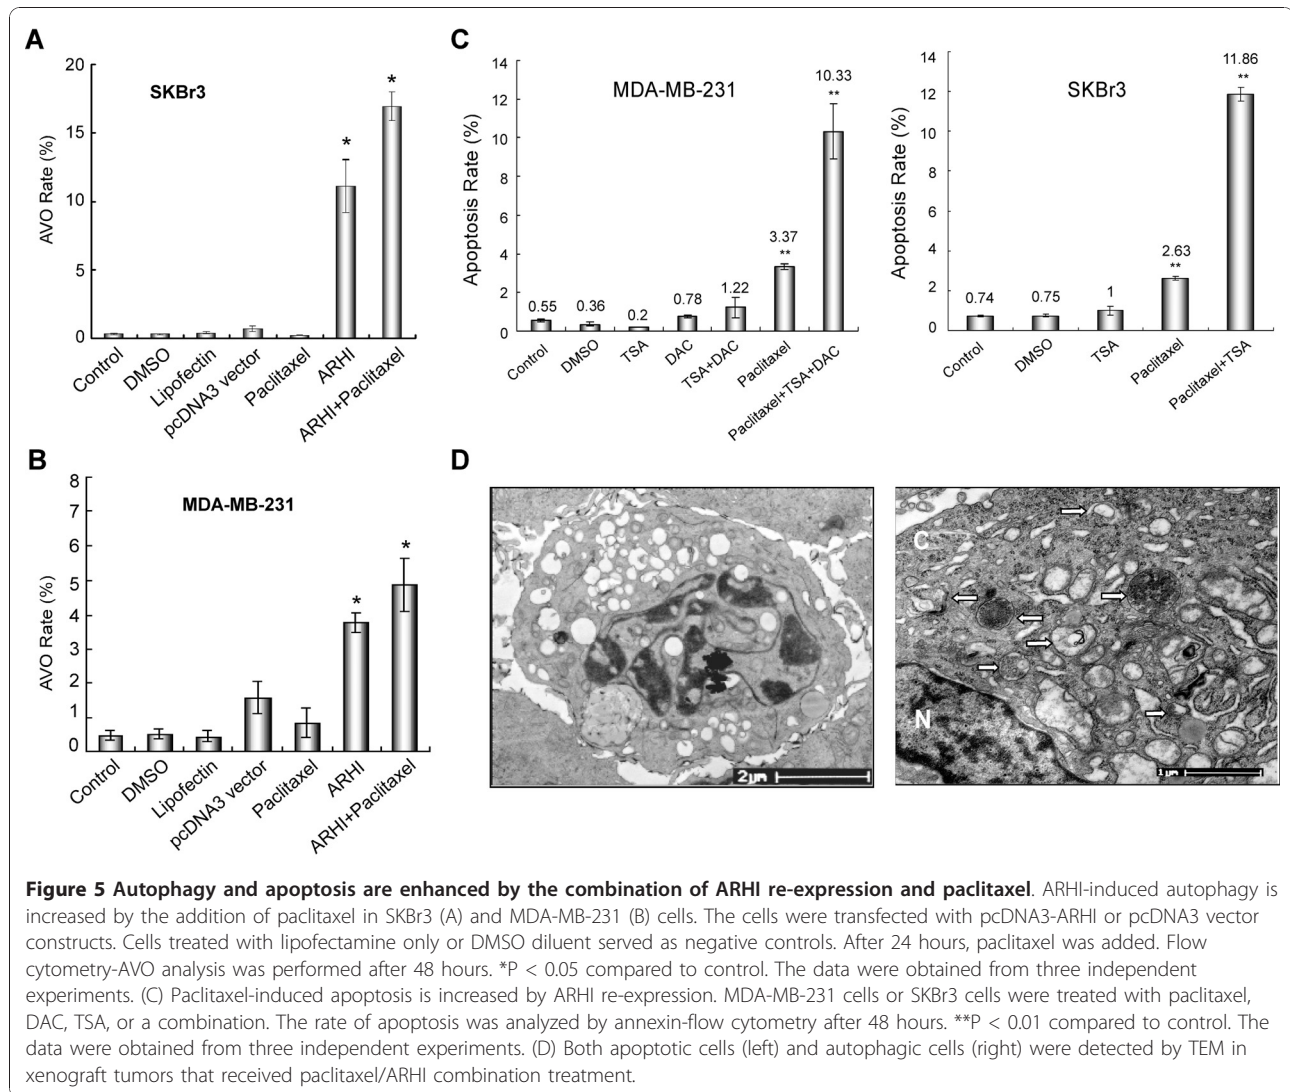 A
SKBr3
AVO Rate (%)
20
15
10
5
0
*
*
Control
DMSO
Lipofectin
pcDNA3 vector
Paclitaxel
ARHI
ARHI+Paclitaxel
C
MDA-MB-231
Apoptosis Rate (%)
14
12
10
8
6
4
2
0
0.55
0.36
0.2
0.78
1.22
3.37
**
10.33
**
Control
DMSO
TSA
DAC
TSA+DAC
Paclitaxel
Paclitaxel+TSA+DAC
SKBr3
Apoptosis Rate (%)
14
12
10
8
6
4
2
0
0.74
0.75
1
2.63
**
11.86
**
Control
DMSO
TSA
Paclitaxel
Paclitaxel+TSA
B
MDA-MB-231
AVO Rate (%)
8
7
6
5
4
3
2
1
0
*
*
Control
DMSO
Lipofectin
pcDNA3 vector
Paclitaxel
ARHI
ARHI+Paclitaxel
D
2µm
C
N
1µm
Figure 5 Autophagy and apoptosis are enhanced by the combination of ARHI re-expression and paclitaxel. ARHI-induced autophagy is
increased by the addition of paclitaxel in SKBr3 (A) and MDA-MB-231 (B) cells. The cells were transfected with pcDNA3-ARHI or pcDNA3 vector
constructs. Cells treated with lipofectamine only or DMSO diluent served as negative controls. After 24 hours, paclitaxel was added. Flow
cytometry-AVO analysis was performed after 48 hours. *P < 0.05 compared to control. The data were obtained from three independent
experiments. (C) Paclitaxel-induced apoptosis is increased by ARHI re-expression. MDA-MB-231 cells or SKBr3 cells were treated with paclitaxel,
DAC, TSA, or a combination. The rate of apoptosis was analyzed by annexin-flow cytometry after 48 hours. **P < 0.01 compared to control. The
data were obtained from three independent experiments. (D) Both apoptotic cells (left) and autophagic cells (right) were detected by TEM in
xenograft tumors that received paclitaxel/ARHI combination treatment.